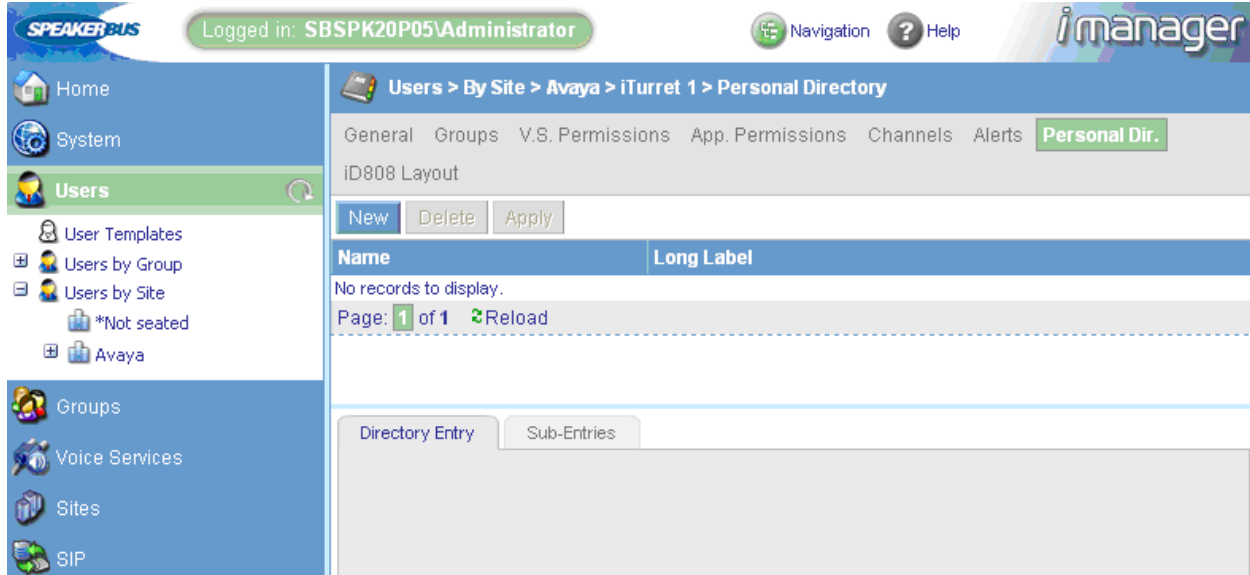 SPEAKERBUS
Logged in: SBSPK20P05\Administrator
Navigation
Help
imanager
Home
System
Users
User Templates
Users by Group
Users by Site
*Not seated
Avaya
Groups
Voice Services
Sites
SIP
Users > By Site > Avaya > iTurret 1 > Personal Directory
General Groups V.S. Permissions App. Permissions Channels Alerts Personal Dir.
iD808 Layout
New Delete Apply
Name Long Label
No records to display.
Page: 1 of 1 Reload
Directory Entry Sub-Entries